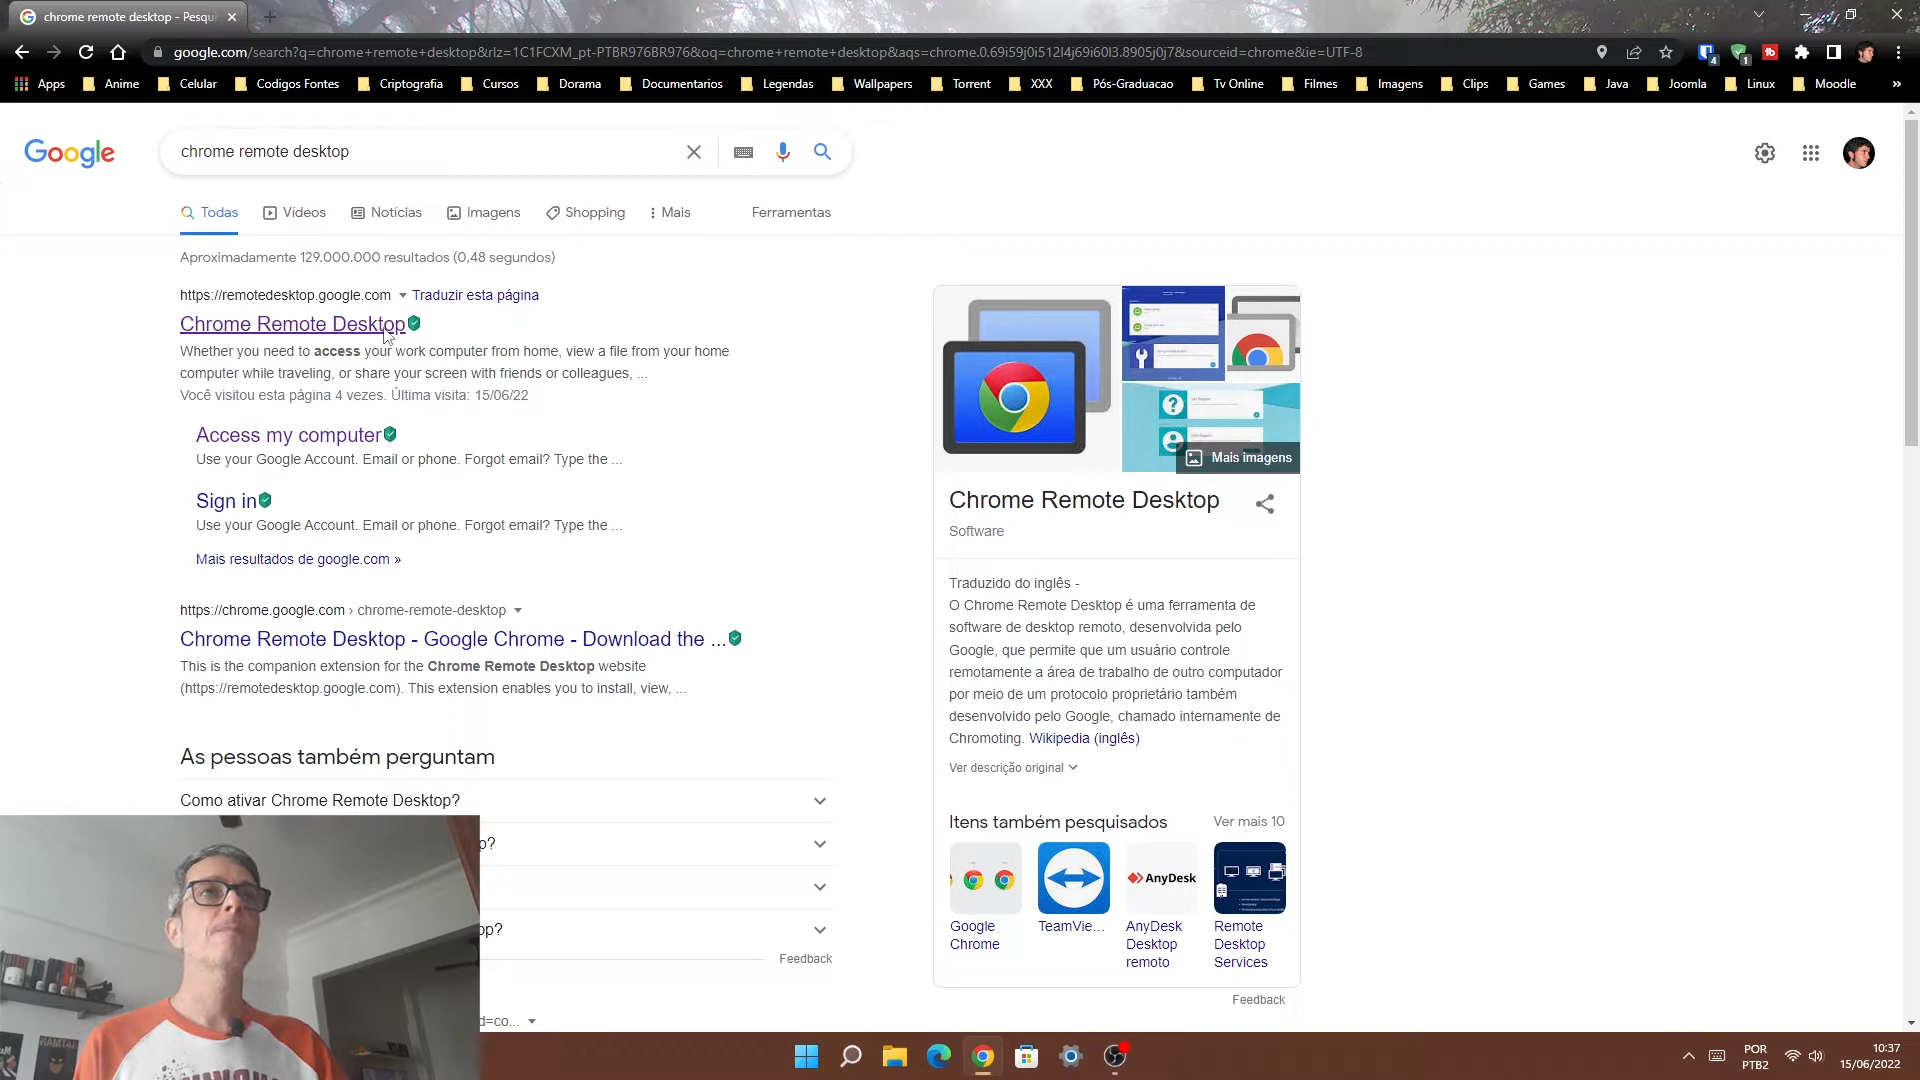 chrome remote desktop - Pesqui
google.com/search?q=chrome+remote+desktop&rlz=1C1FCXM_pt-PTBR976BR976&oq=chrome+remote+desktop&aqs=chrome.0.69i59j0i512l4j69i60l3.8905j0j7&sourceid=chrome&ie=UTF-8
4
1
Apps Anime Celular Codigos Fontes Criptografia Cursos Dorama Documentarios Legendas Wallpapers Torrent XXX Pós-Graduacao Tv Online Filmes Imagens Clips Games Java Joomla Linux Moodle »
Google
chrome remote desktop
Todas Vídeos Notícias Imagens Shopping Mais Ferramentas
Aproximadamente 129.000.000 resultados (0,48 segundos)
https://remotedesktop.google.com Traduzir esta página
Chrome Remote Desktop
Whether you need to access your work computer from home, view a file from your home
computer while traveling, or share your screen with friends or colleagues, ...
Você visitou esta página 4 vezes. Última visita: 15/06/22
Access my computer
Use your Google Account. Email or phone. Forgot email? Type the ...
Sign in
Use your Google Account. Email or phone. Forgot email? Type the ...
Mais resultados de google.com »
https://chrome.google.com › chrome-remote-desktop
Chrome Remote Desktop - Google Chrome - Download the ...
This is the companion extension for the Chrome Remote Desktop website
(https://remotedesktop.google.com). This extension enables you to install, view, ...
As pessoas também perguntam
Como ativar Chrome Remote Desktop?
o?
op?
Feedback
d=co...
Mais imagens
Chrome Remote Desktop
Software
Traduzido do inglês -
O Chrome Remote Desktop é uma ferramenta de
software de desktop remoto, desenvolvida pelo
Google, que permite que um usuário controle
remotamente a área de trabalho de outro computador
por meio de um protocolo proprietário também
desenvolvido pelo Google, chamado internamente de
Chromoting. Wikipedia (inglês)
Ver descrição original
Itens também pesquisados Ver mais 10
AnyDesk
Google
Chrome
TeamVie...
AnyDesk
Desktop
remoto
Remote
Desktop
Services
Feedback
POR
PTB2
10:37
15/06/2022